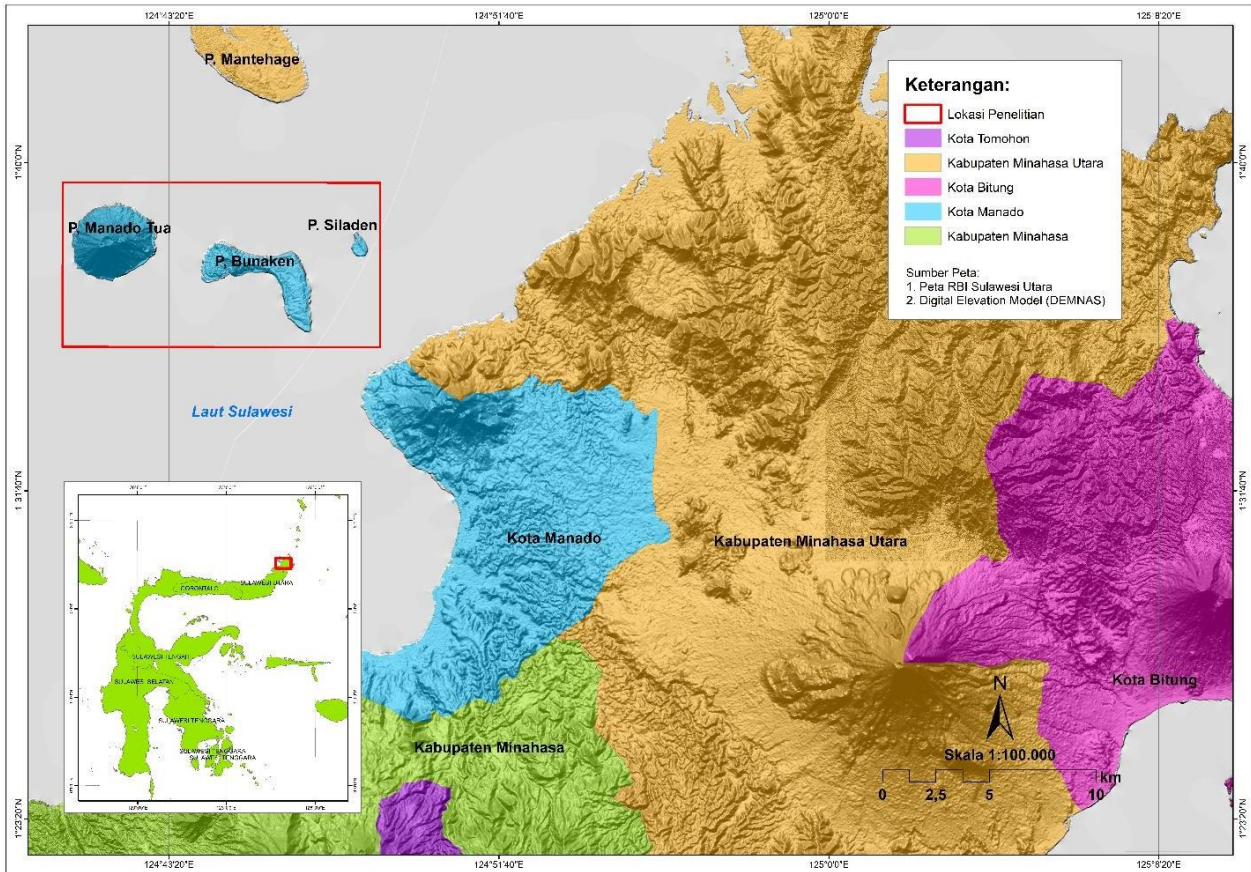 124°43'20"E
124°51'40"E
125°0'0"E
125°8'20"E
P. Mantehage
Keterangan:
Lokasi Penelitian
Kota Tomohon
Kabupaten Minahasa Utara
Kota Bitung
Kota Manado
Kabupaten Minahasa
Sumber Peta:
1. Peta RBI Sulawesi Utara
2. Digital Elevation Model (DEMNAS)
1°40'0"N
1°40'0"N
P. Manado Tua
P. Bunaken
P. Siladen
Laut Sulawesi
1°31'40"N
1°31'40"N
Kota Manado
Kabupaten Minahasa Utara
SULAWESI UTARA
GORONTALO
SULAWESI TENGAH
SULAWESI SELATAN
SULAWESI TENGGARA
SULAWESI TENGGARA
SULAWESI TENGGARA
Kota Bitung
N
Kabupaten Minahasa
Skala 1:100.000
km
0 2,5 5 10
1°23'20"N
1°23'20"N
124°43'20"E
124°51'40"E
125°0'0"E
125°8'20"E